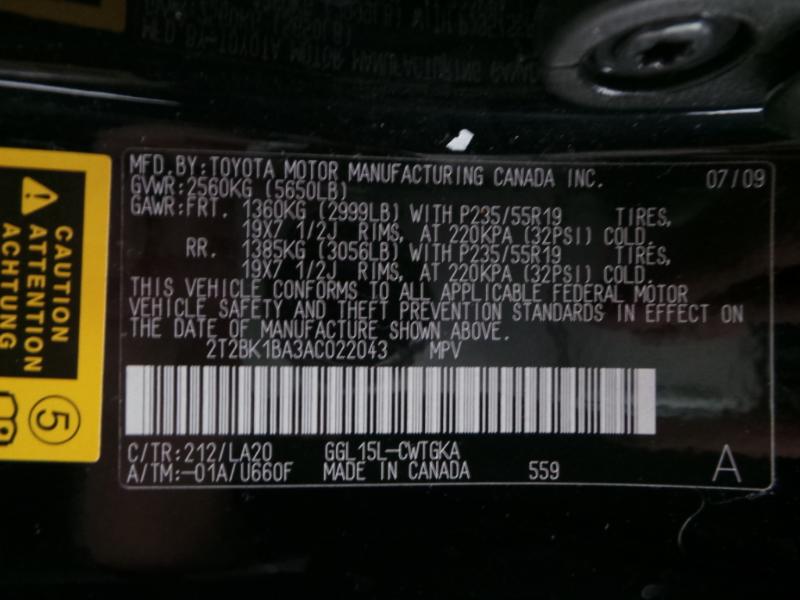 MFD.BY:TOYOTA MOTOR MANUFACTURING CANADA INC. 07/09
GVWR:2560KG (5650LB)
GAWR:FRT. 1360KG (2999LB) WITH P235/55R19 TIRES,
19X7 1/2J RIMS, AT 220KPA (32PSI) COLD.
RR. 1385KG (3056LB) WITH P235/55R19 TIRES,
19X7 1/2J RIMS, AT 220KPA (32PSI) COLD.
THIS VEHICLE CONFORMS TO ALL APPLICABLE FEDERAL MOTOR
VEHICLE SAFETY AND THEFT PREVENTION STANDARDS IN EFFECT ON
THE DATE OF MANUFACTURE SHOWN ABOVE.
2T2BK1BA3AC022043 MPV
C/TR:212/LA20 GGL15L-CWTGKA
A/TM:-01A/U660F MADE IN CANADA 559 A
CAUTION
ATTENTION
ACHTUNG
5